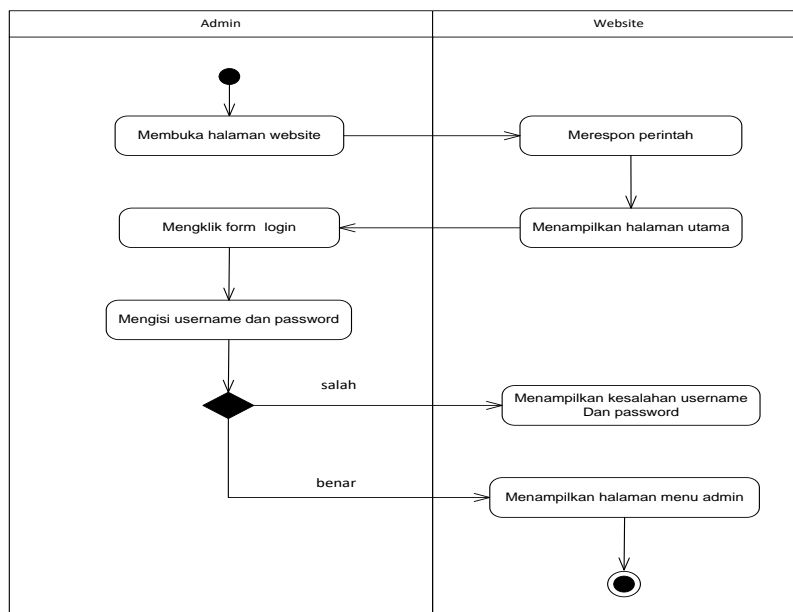 Admin
Website
Membuka halaman website
Merespon perintah
Mengklik form login
Menampilkan halaman utama
Mengisi username dan password
salah
Menampilkan kesalahan username
Dan password
benar
Menampilkan halaman menu admin